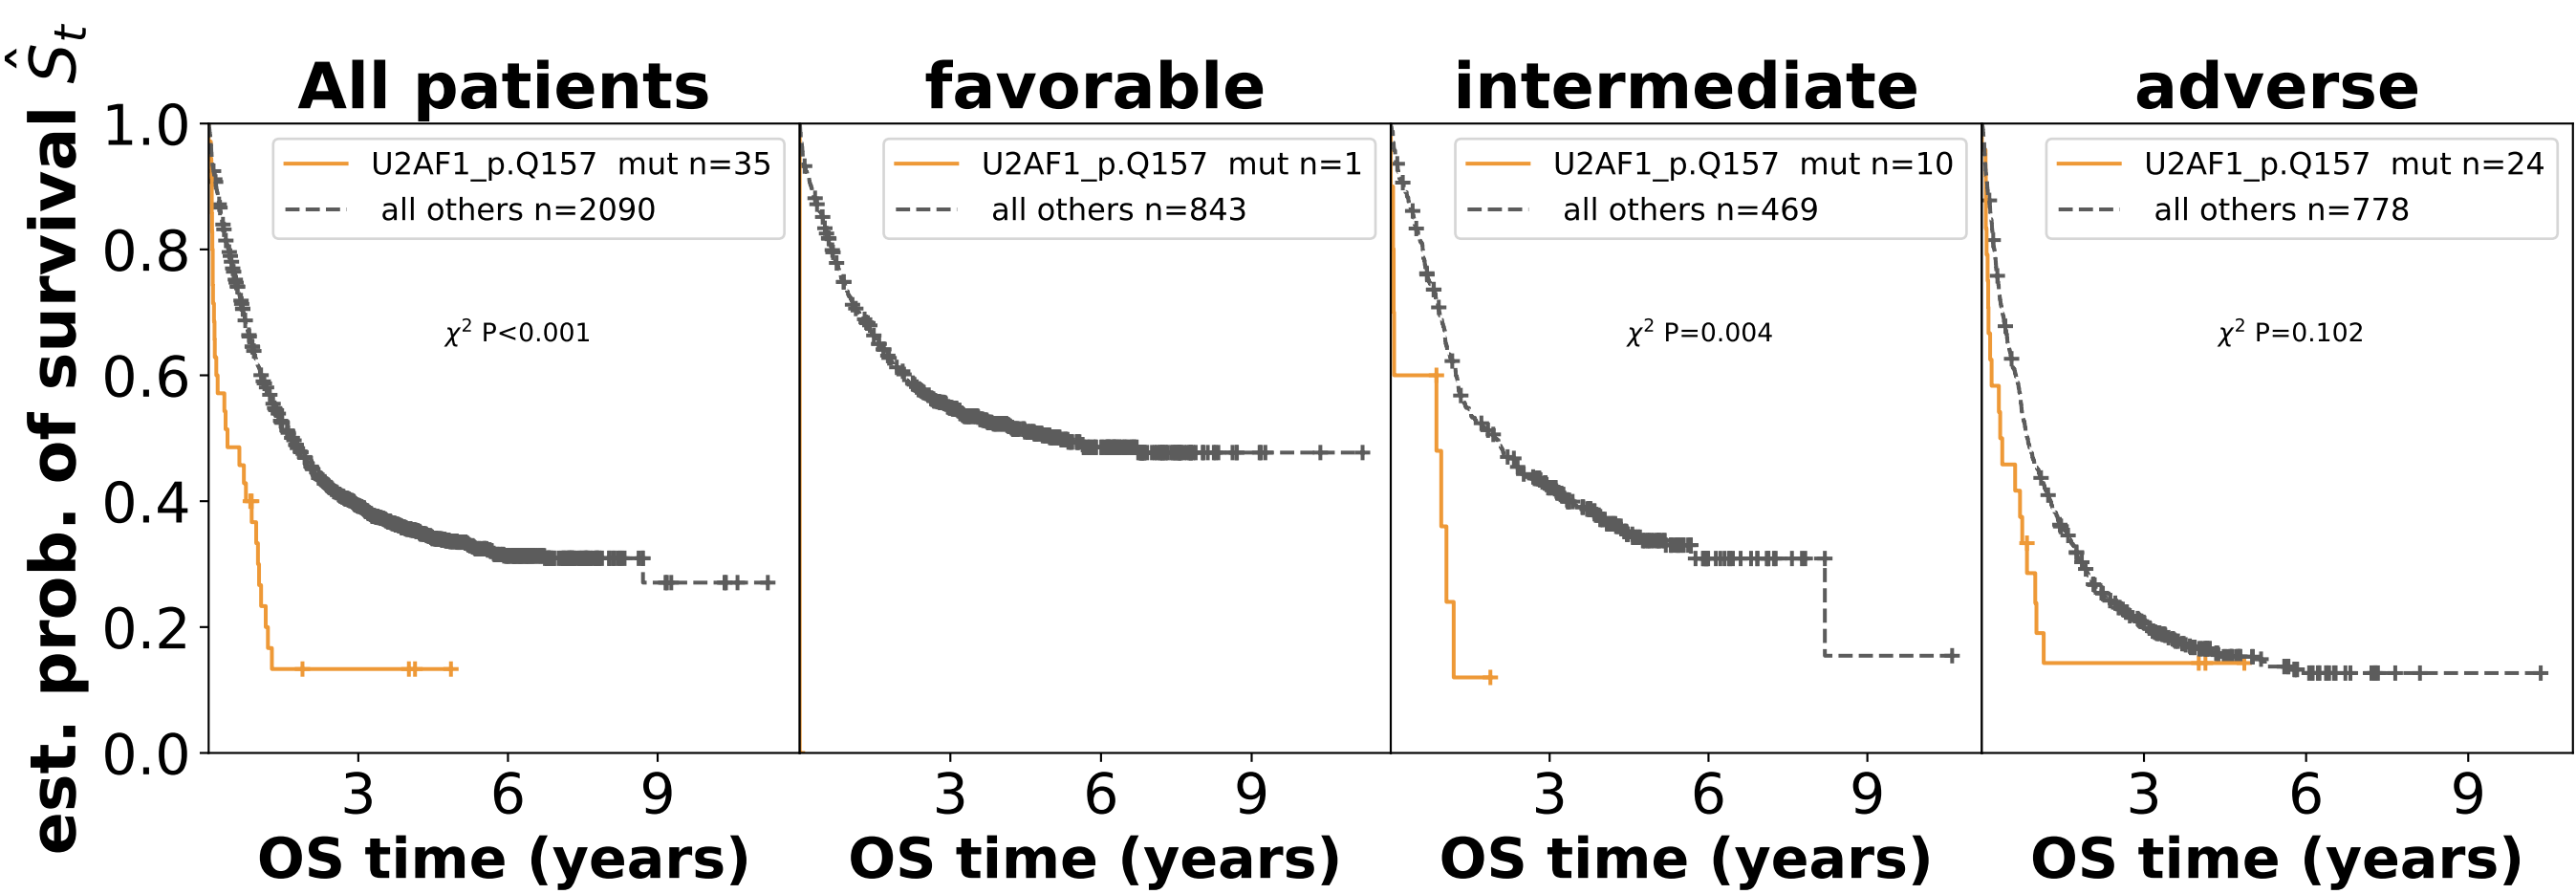 est. prob. of survival Ŝt
All patients
U2AF1_p.Q157 mut n=35
all others n=2090
χ² P<0.001
1.0
0.8
0.6
0.4
0.2
0.0
3 6 9
OS time (years)
favorable
U2AF1_p.Q157 mut n=1
all others n=843
3 6 9
OS time (years)
intermediate
U2AF1_p.Q157 mut n=10
all others n=469
χ² P=0.004
3 6 9
OS time (years)
adverse
U2AF1_p.Q157 mut n=24
all others n=778
χ² P=0.102
3 6 9
OS time (years)